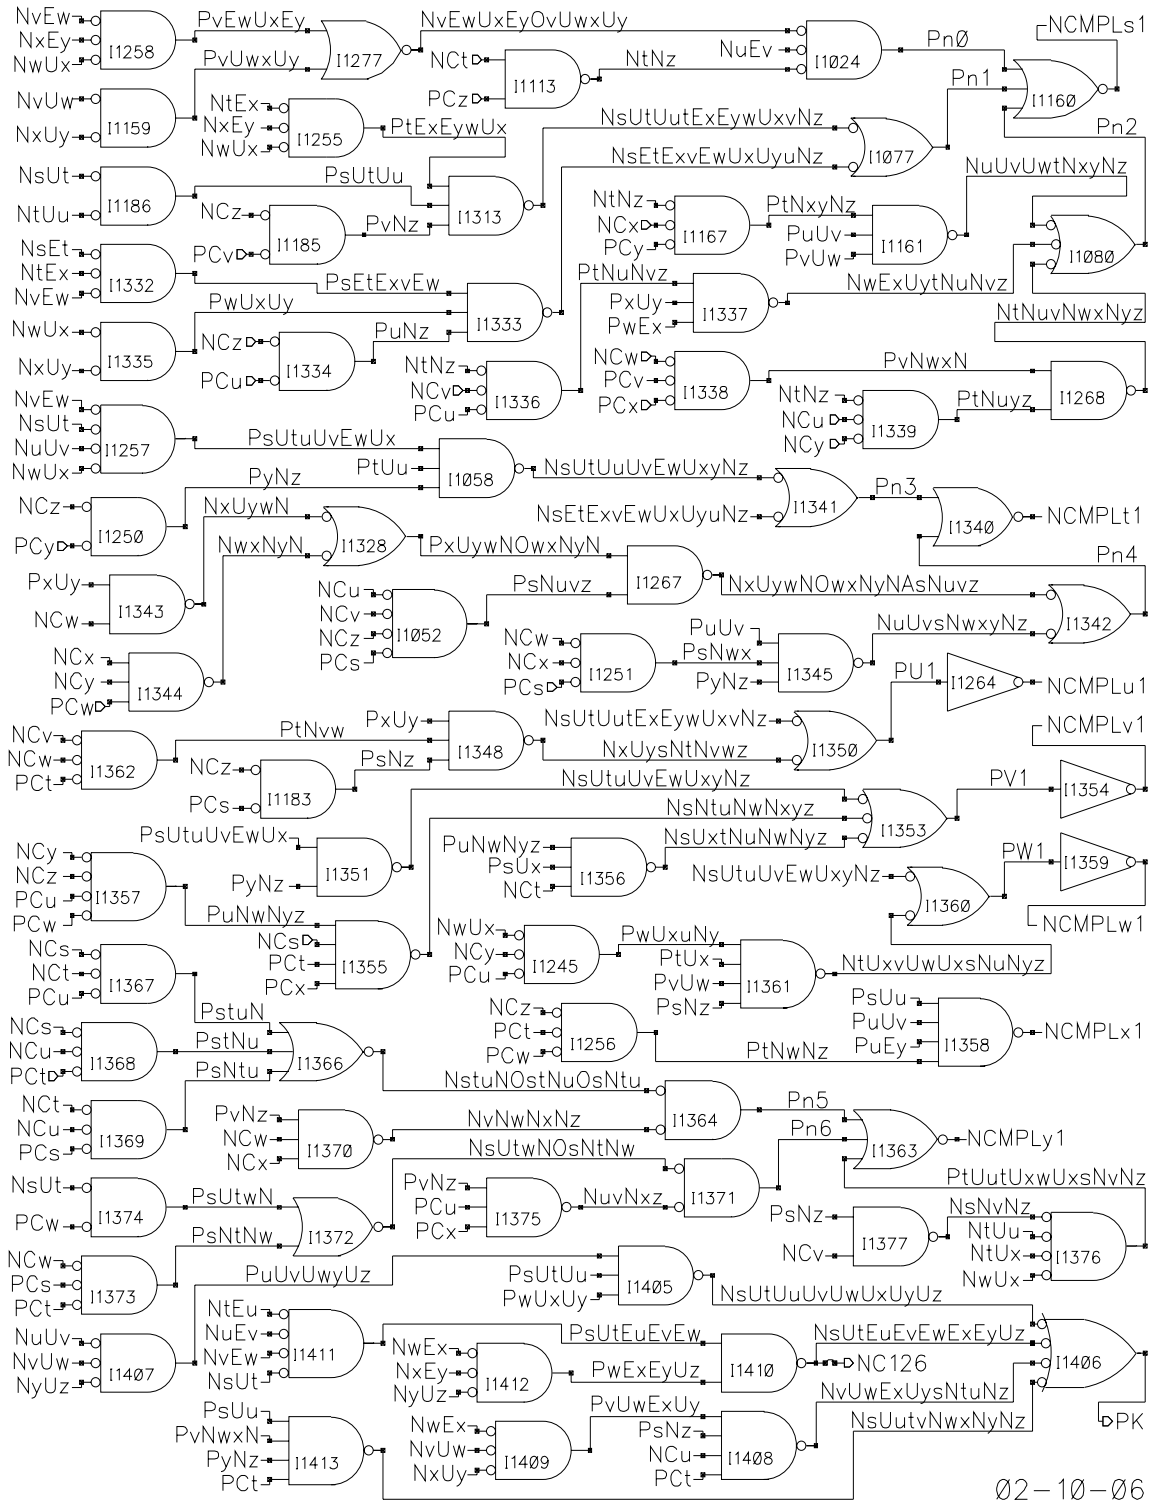 NvEw PvEwUxEy NvEwUxEyOvUwxUy NCMPLs1
NxEy I1258 I1277 NCt NuEv I1024 Pn0
NwUx PvUwxUy I1113 NtNz I1160
NvUw NtEx PCz Pn1
NxUy I1159 NxEy I1255 PtExEywUx NsUtUutExEywUxvNz Pn2
NwUx I1077
NsUt PsUtUu NsEtExvEwUxUyuNz NuUvUwtNxyNz
NtUu I1186 NCz I1313 NtNz PtNxyNz
I1185 PvNz NCx I1167 PuUv I1161 I1080
PCv PCy PvUw
NsEt PtNuNvz
NtEx I1332 PsEtExvEw PxUy I1337 NwExUytNuNvz
NvEw PwUxUy I1333 PwEx NtNuvNwxNyz
NwUx NCz PuNz NCw PvNwxN
NxUy I1335 PCu I1334 NtNz PCv I1338 NtNz PtNuyz I1268
NCv I1336 PCx NCu I1339
PCu NCy
NvEw
NsUt I1257 PsUtuUvEwUx
NuUv PtUu I1058 NsUtUuUvEwUxyNz Pn3
NwUx PyNz I1341 I1340 NCMPLt1
NCz NxUywN NsEtExvEwUxUyuNz
PCy I1250 NwxNyN I1328 PxUywNOwxNyN Pn4
PxUy I1343 NCu PsNuvz I1267 NxUywNOwxNyNAsNuvz
NCw NCv I1052 I1342
NCz NCw PuUv NuUvsNwxyNz
NCx PCs NCx I1251 PsNwx I1345
NCy I1344 PCs PyNz PU1 I1264 NCMPLu1
PCw
NCv PtNvw PxUy I1348 NsUtUutExEywUxvNz I1350 NCMPLv1
NCw I1362 NCz PsNz NxUysNtNvwz
PCt PCs I1183 NsUtuUvEwUxyNz PV1 I1354
NsNtuNwNxyz I1353
PsUtuUvEwUx PuNwNyz NsUxtNuNwNyz
NCy I1351 PsUx I1356 PW1 I1359
NCz I1357 PyNz NCt NsUtuUvEwUxyNz I1360
PCu PuNwNyz
PCw NCs NwUx PwUxuNy NCMPLw1
NCs PCt I1355 NCy I1245 PtUx
NCt I1367 PCx PCu PvUw I1361 NtUxvUwUxsNuNyz
PCu PsNz
PstuN NCz PsUu
NCs PstNu I1366 PCt I1256 PuUv I1358 NCMPLx1
NCu I1368 PCw PtNwNz PuEy
PCt PsNtu
NCt NstuNOstNuOsNtu Pn5
NCu I1369 PvNz NvNwNxNz I1364 I1363 NCMPLy1
PCs NCw I1370 Pn6
NCx NsUtwNOsNtNw
NsUt PsUtwN PvNz I1371 PtUutUxwUxsNvNz
PCw I1374 PCu I1375 NuvNxz PsNz NsNvNz
PsNtNw I1372 PCx I1377 NtUu I1376
NCw NCv NtUx
PCs I1373 PuUvUwyUz PsUtUu I1405 NwUx
PCt PwUxUy NsUtUuUvUwUxUyUz
NuUv NtEu
NvUw I1407 NuEv I1411 PsUtEuEvEw NsUtEuEvEwExEyUz
NyUz NvEw NwEx I1410 NC126 I1406
NsUt NxEy I1412 PwExEyUz
NyUz NvUwExUysNtuNz
PsUu PvUwExUy
PvNwxN NwEx PsNz NsUutvNwxNyNz
PyNz I1413 NvUw I1409 NCu I1408 PK
PCt NxUy PCt
02-10-06